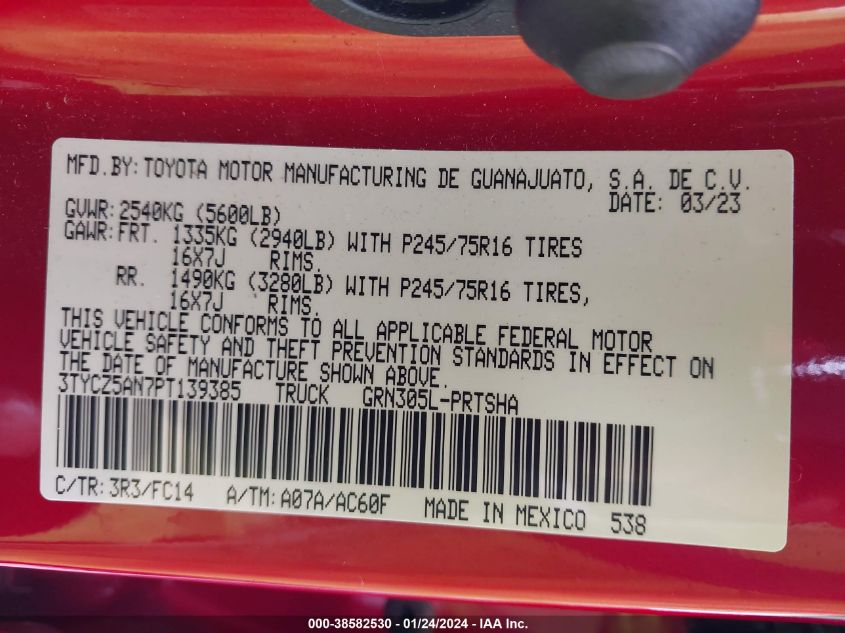 MFD.BY: TOYOTA MOTOR MANUFACTURING DE GUANAJUATO, S.A. DE C.V.
GVWR: 2540KG (5600LB) DATE: 03/23
GAWR: FRT. 1335KG (2940LB) WITH P245/75R16 TIRES
16X7J RIMS.
RR. 1490KG (3280LB) WITH P245/75R16 TIRES,
16X7J RIMS.
THIS VEHICLE CONFORMS TO ALL APPLICABLE FEDERAL MOTOR
VEHICLE SAFETY AND THEFT PREVENTION STANDARDS IN EFFECT ON
THE DATE OF MANUFACTURE SHOWN ABOVE.
3TYCZ5AN7PT139385 TRUCK GRN305L-PRTSHA
C/TR: 3R3/FC14 A/TM: A07A/AC60F MADE IN MEXICO 538
000-38582530 - 01/24/2024 - IAA Inc.